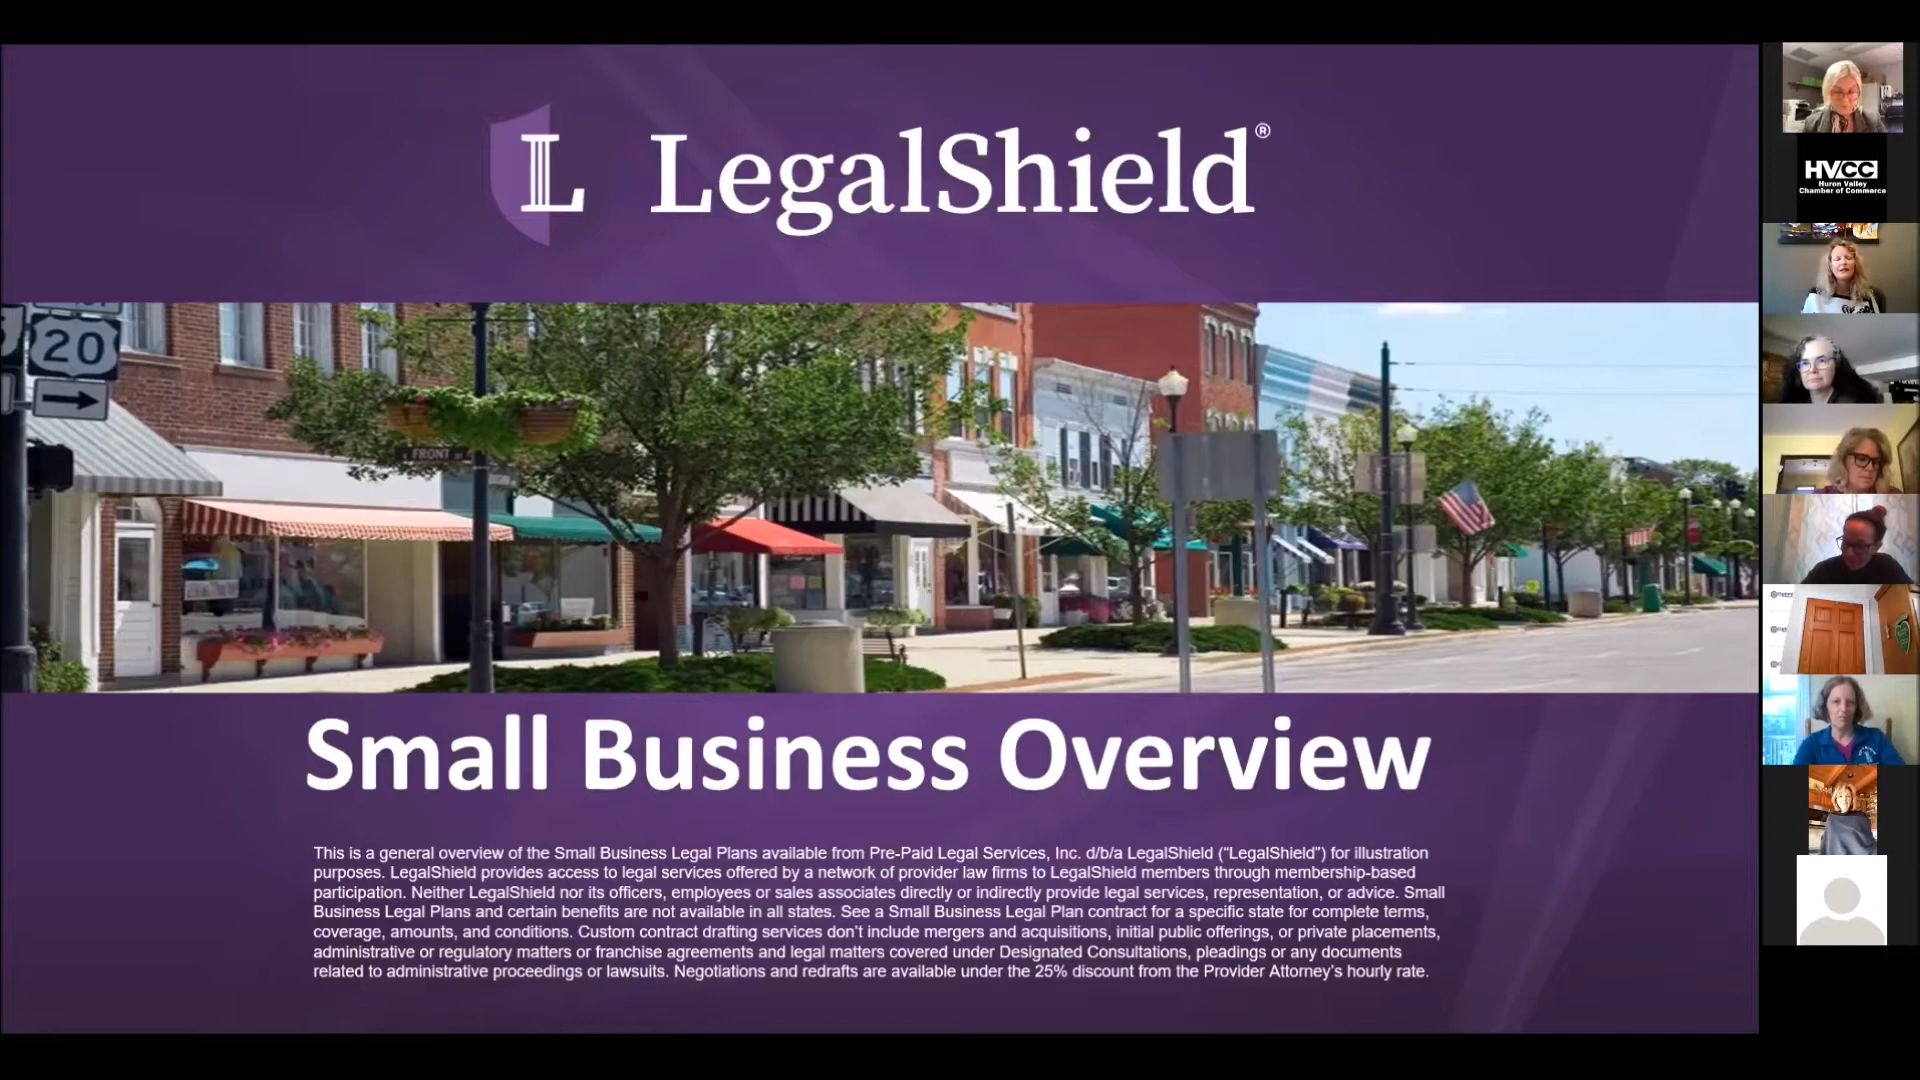 L LegalShield®
20
FRONT
Small Business Overview
This is a general overview of the Small Business Legal Plans available from Pre-Paid Legal Services, Inc. d/b/a LegalShield (“LegalShield”) for illustration
purposes. LegalShield provides access to legal services offered by a network of provider law firms to LegalShield members through membership-based
participation. Neither LegalShield nor its officers, employees or sales associates directly or indirectly provide legal services, representation, or advice. Small
Business Legal Plans and certain benefits are not available in all states. See a Small Business Legal Plan contract for a specific state for complete terms,
coverage, amounts, and conditions. Custom contract drafting services don’t include mergers and acquisitions, initial public offerings, or private placements,
administrative or regulatory matters or franchise agreements and legal matters covered under Designated Consultations, pleadings or any documents
related to administrative proceedings or lawsuits. Negotiations and redrafts are available under the 25% discount from the Provider Attorney’s hourly rate.
HVCC
Huron Valley
Chamber of Commerce